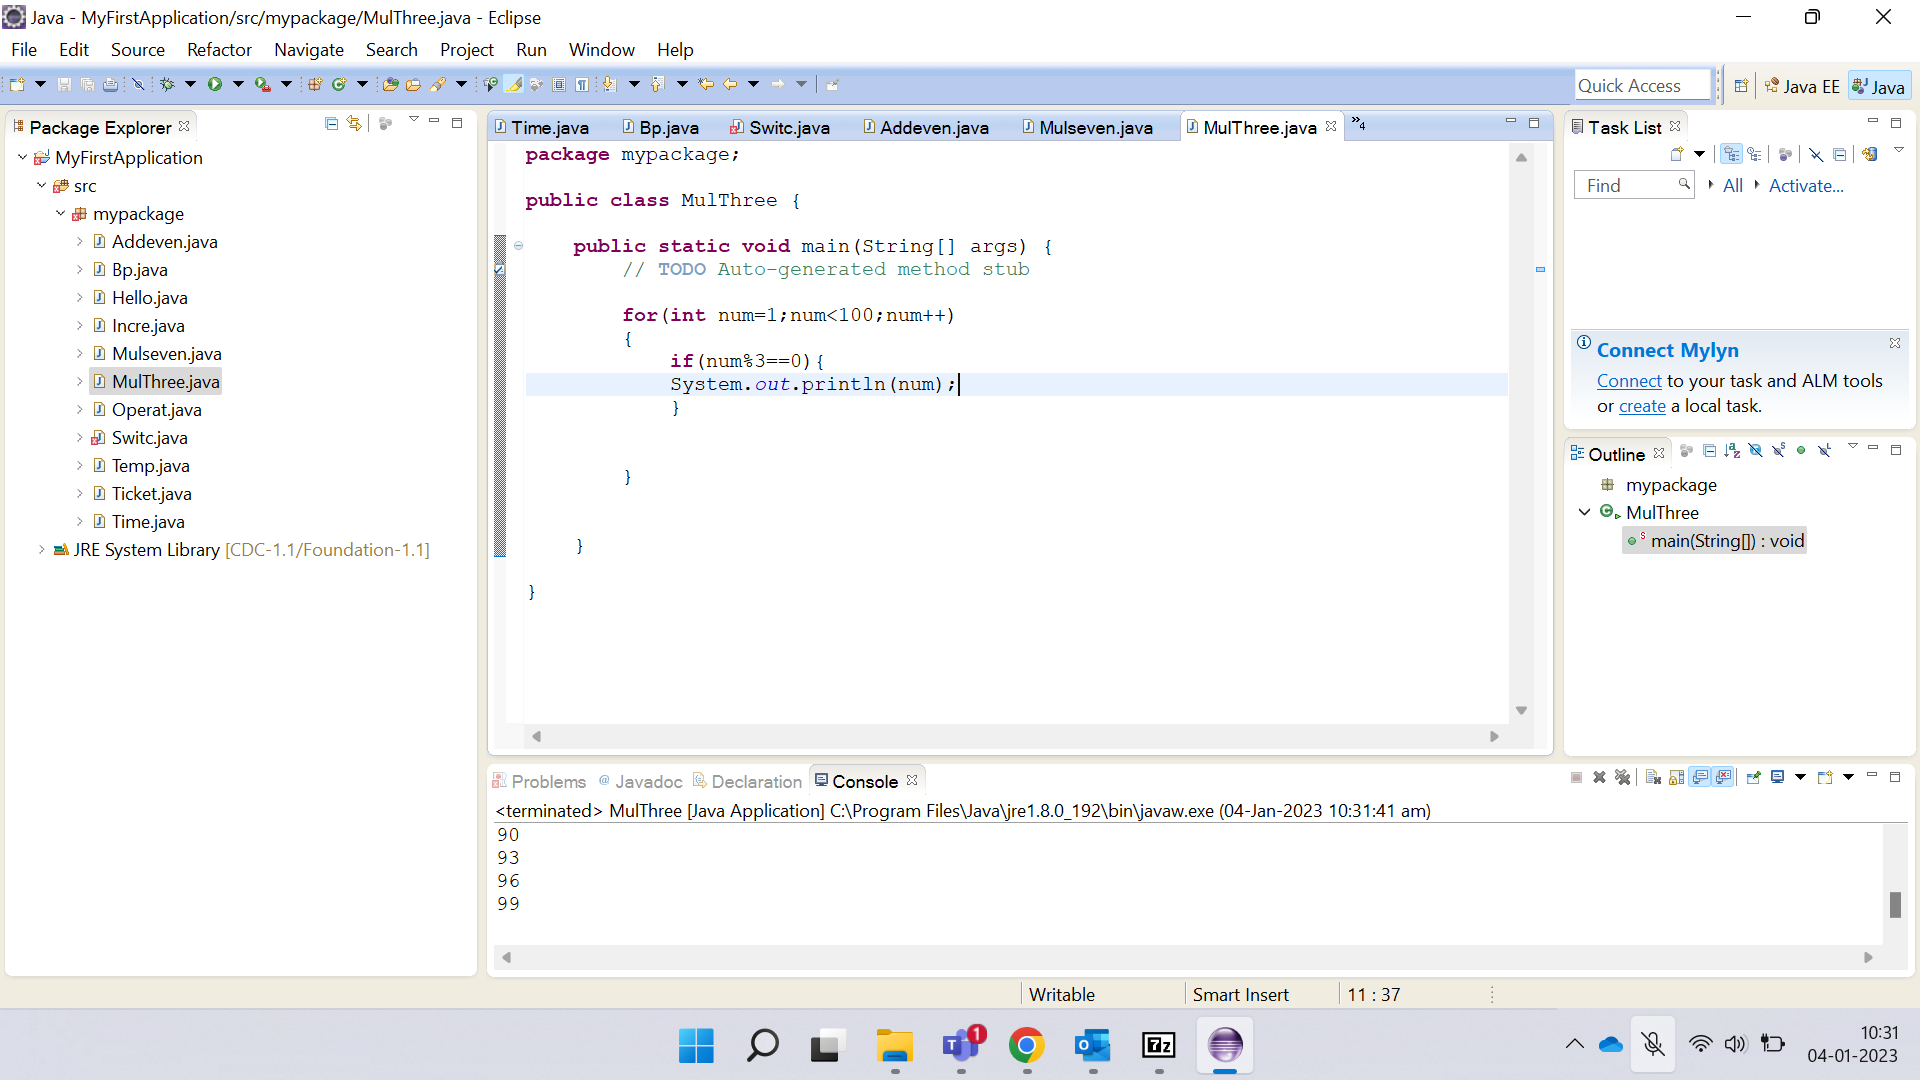 Java - MyFirstApplication/src/mypackage/MulThree.java - Eclipse
File Edit Source Refactor Navigate Search Project Run Window Help
Quick Access
Java EE
Java
Package Explorer
MyFirstApplication
src
mypackage
Addeven.java
Bp.java
Hello.java
Incre.java
Mulseven.java
MulThree.java
Operat.java
Switc.java
Temp.java
Ticket.java
Time.java
JRE System Library [CDC-1.1/Foundation-1.1]
Time.java Bp.java Switc.java Addeven.java Mulseven.java MulThree.java »4
package mypackage;
public class MulThree {
public static void main(String[] args) {
// TODO Auto-generated method stub
for(int num=1;num<100;num++)
{
if(num%3==0){
System.out.println(num);
}
}
}
}
Task List
Find
All
Activate...
Connect Mylyn
Connect to your task and ALM tools
or create a local task.
Outline
mypackage
MulThree
main(String[]) : void
Problems @ Javadoc Declaration Console
<terminated> MulThree [Java Application] C:\Program Files\Java\jre1.8.0_192\bin\javaw.exe (04-Jan-2023 10:31:41 am)
90
93
96
99
Writable Smart Insert 11 : 37
1
7z
10:31
04-01-2023